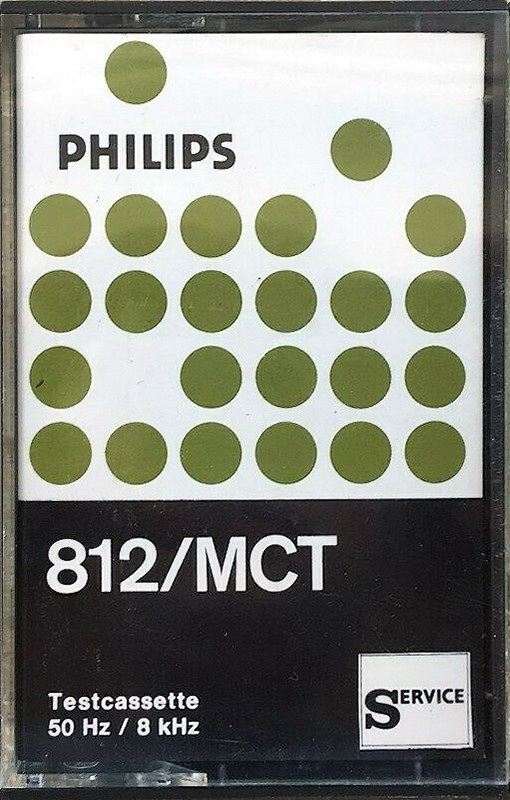 PHILIPS
812/MCT
Testcassette
50 Hz / 8 kHz
SERVICE